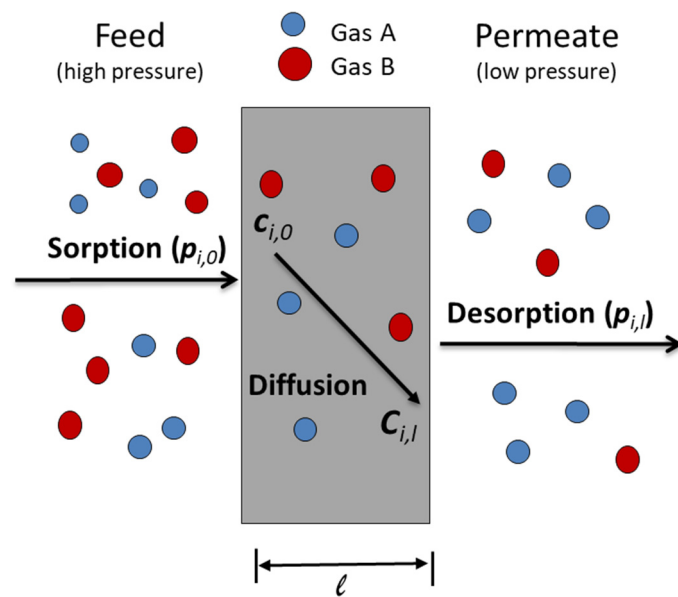 Feed
(high pressure)
Gas A
Gas B
Permeate
(low pressure)
Sorption (p_{i,0})
c_{i,0}
Diffusion
C_{i,l}
Desorption (p_{i,l})
ℓ